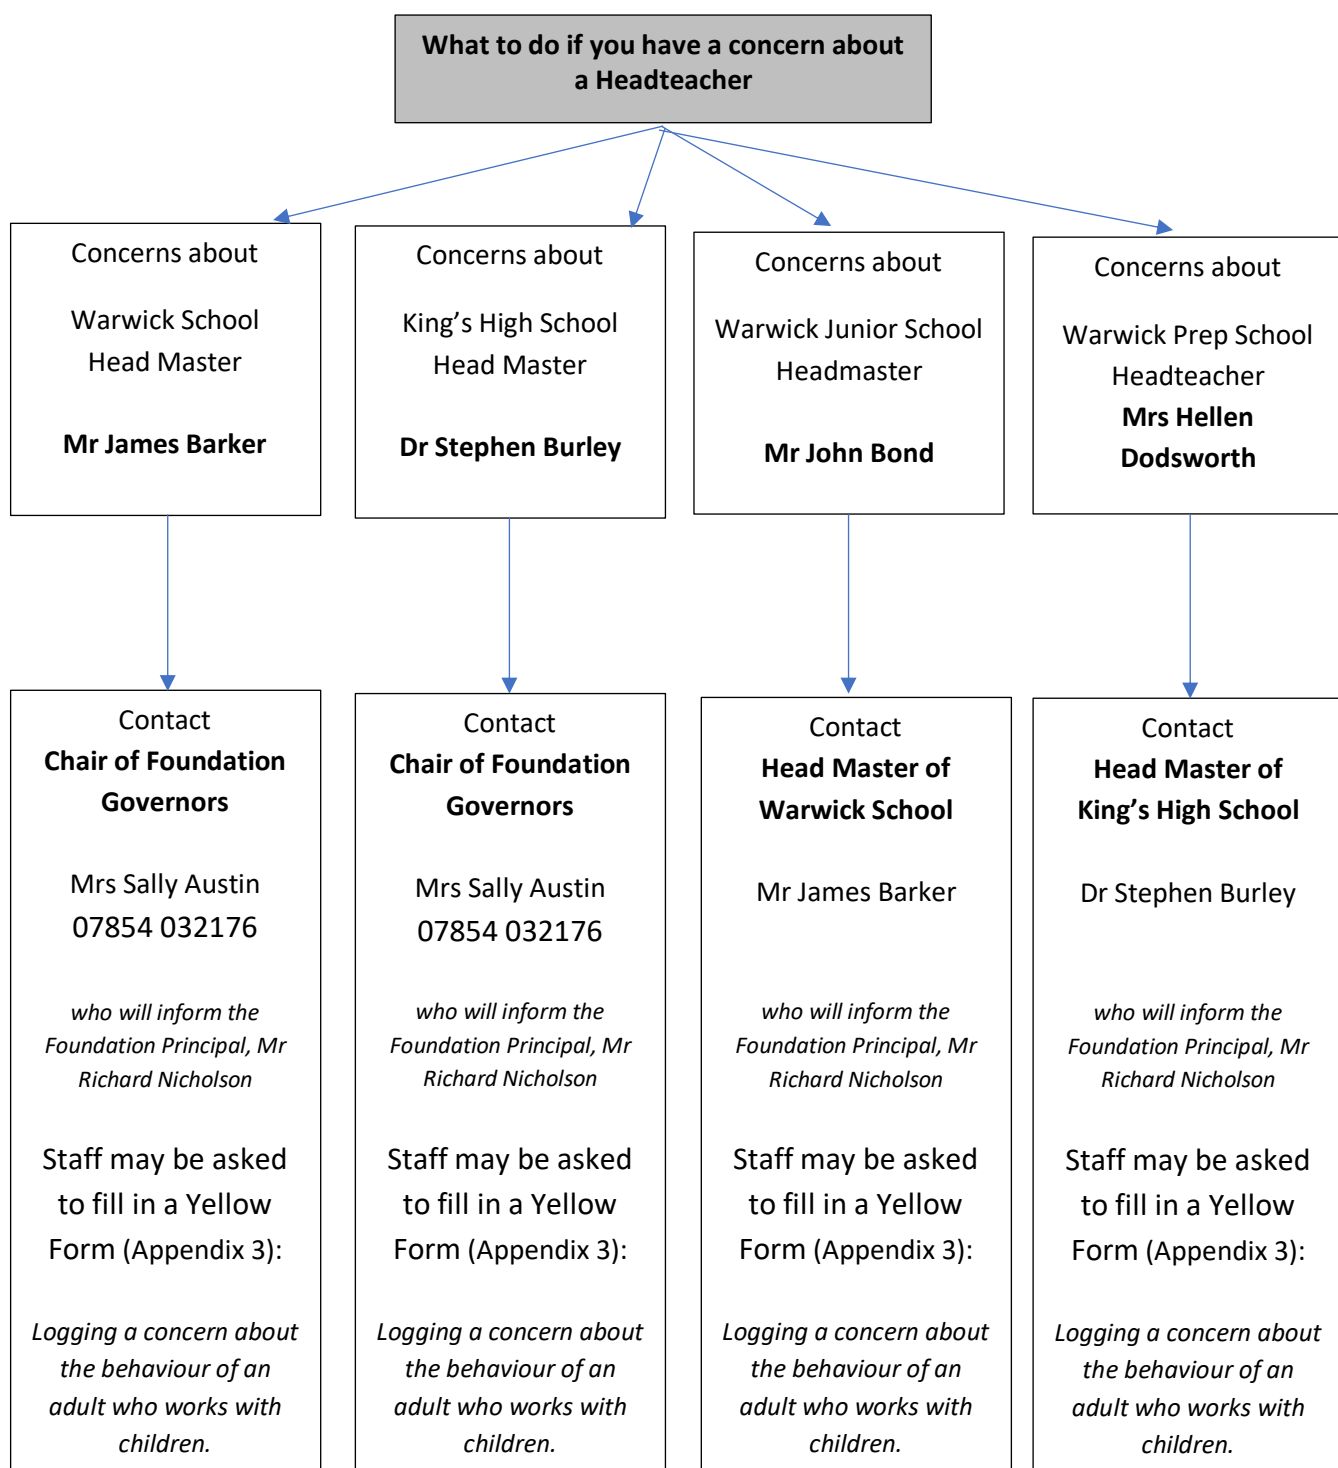 What to do if you have a concern about
a Headteacher
Concerns about
Warwick School
Head Master
Mr James Barker
Concerns about
King’s High School
Head Master
Dr Stephen Burley
Concerns about
Warwick Junior School
Headmaster
Mr John Bond
Concerns about
Warwick Prep School
Headteacher
Mrs Hellen
Dodsworth
Contact
Chair of Foundation
Governors
Mrs Sally Austin
07854 032176
who will inform the
Foundation Principal, Mr
Richard Nicholson
Staff may be asked
to fill in a Yellow
Form (Appendix 3):
Logging a concern about
the behaviour of an
adult who works with
children.
Contact
Chair of Foundation
Governors
Mrs Sally Austin
07854 032176
who will inform the
Foundation Principal, Mr
Richard Nicholson
Staff may be asked
to fill in a Yellow
Form (Appendix 3):
Logging a concern about
the behaviour of an
adult who works with
children.
Contact
Head Master of
Warwick School
Mr James Barker
who will inform the
Foundation Principal, Mr
Richard Nicholson
Staff may be asked
to fill in a Yellow
Form (Appendix 3):
Logging a concern about
the behaviour of an
adult who works with
children.
Contact
Head Master of
King’s High School
Dr Stephen Burley
who will inform the
Foundation Principal, Mr
Richard Nicholson
Staff may be asked
to fill in a Yellow
Form (Appendix 3):
Logging a concern about
the behaviour of an
adult who works with
children.